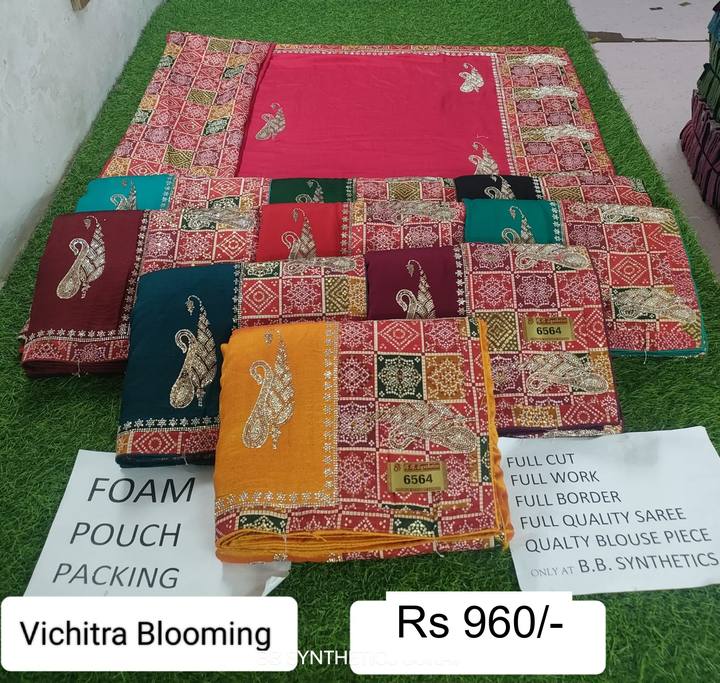 6564
6564
FOAM
POUCH
PACKING
FULL CUT
FULL WORK
FULL BORDER
FULL QUALITY SAREE
QUALTY BLOUSE PIECE
ONLY AT B.B. SYNTHETICS
Vichitra Blooming
Rs 960/-